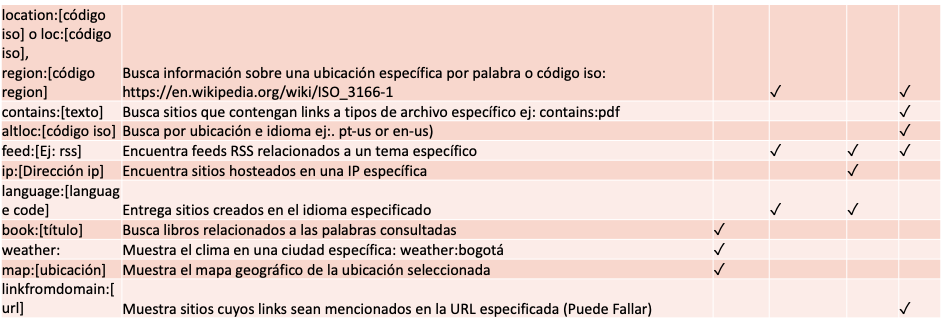 location:[código
iso] o loc:[código
iso],
region:[código
region]
Busca información sobre una ubicación específica por palabra o código iso:
https://en.wikipedia.org/wiki/ISO_3166-1 ✓ ✓
contains:[texto] Busca sitios que contengan links a tipos de archivo específico ej: contains:pdf ✓
altloc:[código iso] Busca por ubicación e idioma ej:. pt-us or en-us) ✓
feed:[Ej: rss] Encuentra feeds RSS relacionados a un tema específico ✓ ✓ ✓
ip:[Dirección ip] Encuentra sitios hosteados en una IP específica ✓
language:[languag
e code] Entrega sitios creados en el idioma especificado ✓ ✓
book:[título] Busca libros relacionados a las palabras consultadas ✓
weather: Muestra el clima en una ciudad específica: weather:bogotá ✓
map:[ubicación] Muestra el mapa geográfico de la ubicación seleccionada ✓
linkfromdomain:[
url] Muestra sitios cuyos links sean mencionados en la URL especificada (Puede Fallar) ✓